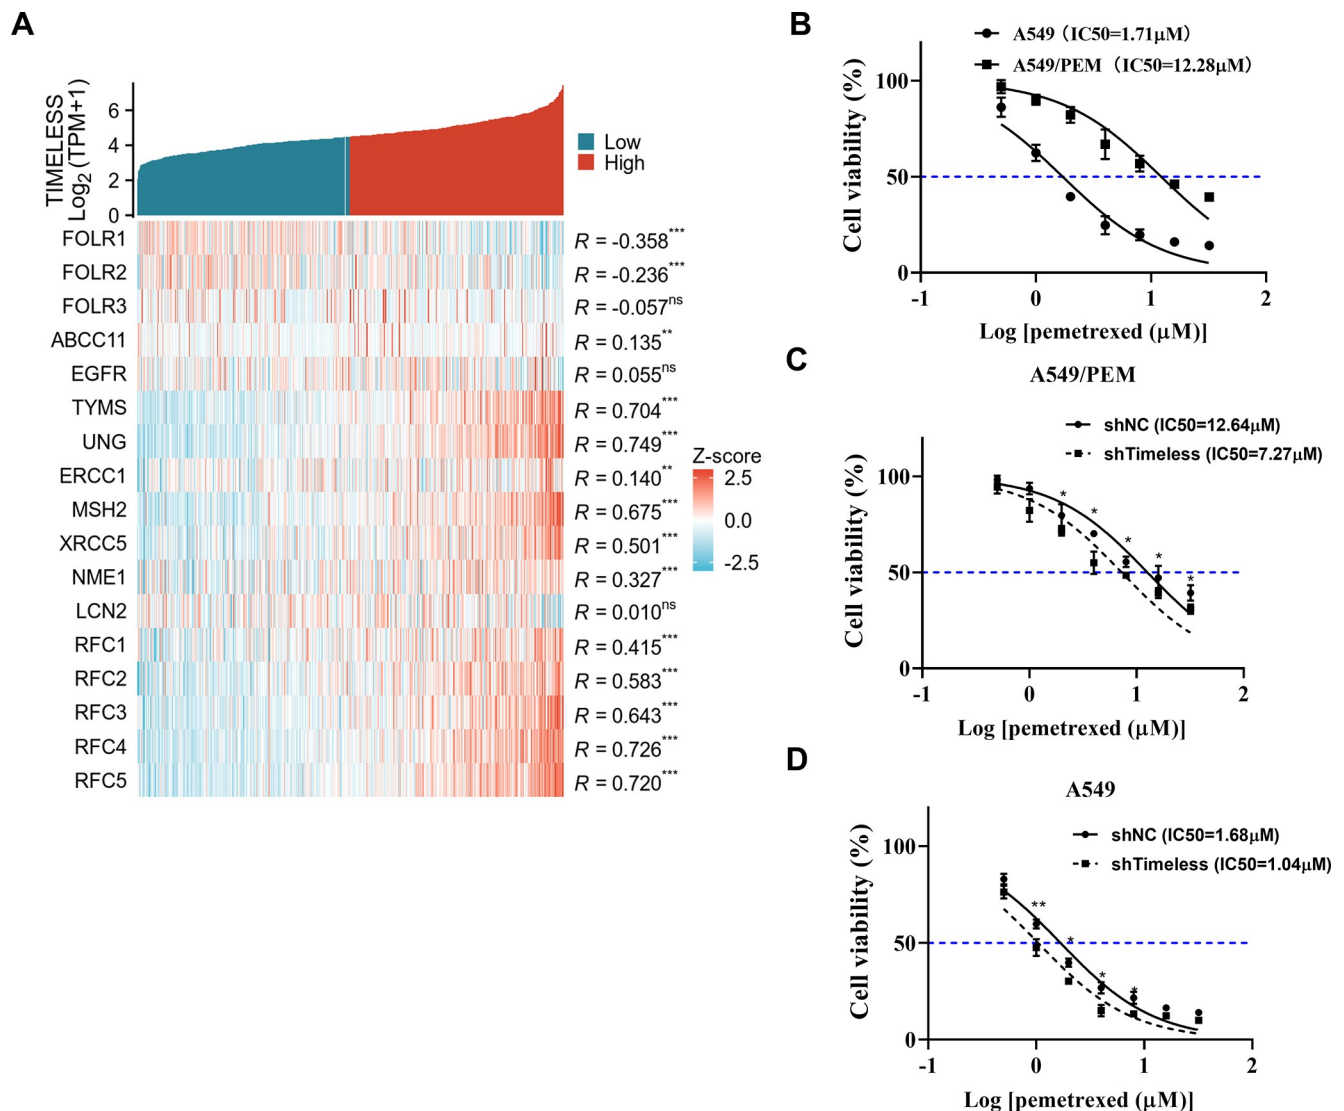 A
TIMELESS
Log2 (TPM+1)
6
4
2
0
Low
High
FOLR1 R = -0.358***
FOLR2 R = -0.236***
FOLR3 R = -0.057ns
ABCC11 R = 0.135**
EGFR R = 0.055ns
TYMS R = 0.704***
UNG R = 0.749***
ERCC1 R = 0.140**
MSH2 R = 0.675***
XRCC5 R = 0.501***
NME1 R = 0.327***
LCN2 R = 0.010ns
RFC1 R = 0.415***
RFC2 R = 0.583***
RFC3 R = 0.643***
RFC4 R = 0.726***
RFC5 R = 0.720***
Z-score
2.5
0.0
-2.5
B
A549（IC50=1.71μM）
A549/PEM（IC50=12.28μM）
Cell viability (%)
100
50
0
-1 0 1 2
Log [pemetrexed (μM)]
C
A549/PEM
shNC (IC50=12.64μM)
shTimeless (IC50=7.27μM)
Cell viability (%)
100
50
0
* * * * *
-1 0 1 2
Log [pemetrexed (μM)]
D
A549
shNC (IC50=1.68μM)
shTimeless (IC50=1.04μM)
Cell viability (%)
100
50
0
** * * *
-1 0 1 2
Log [pemetrexed (μM)]